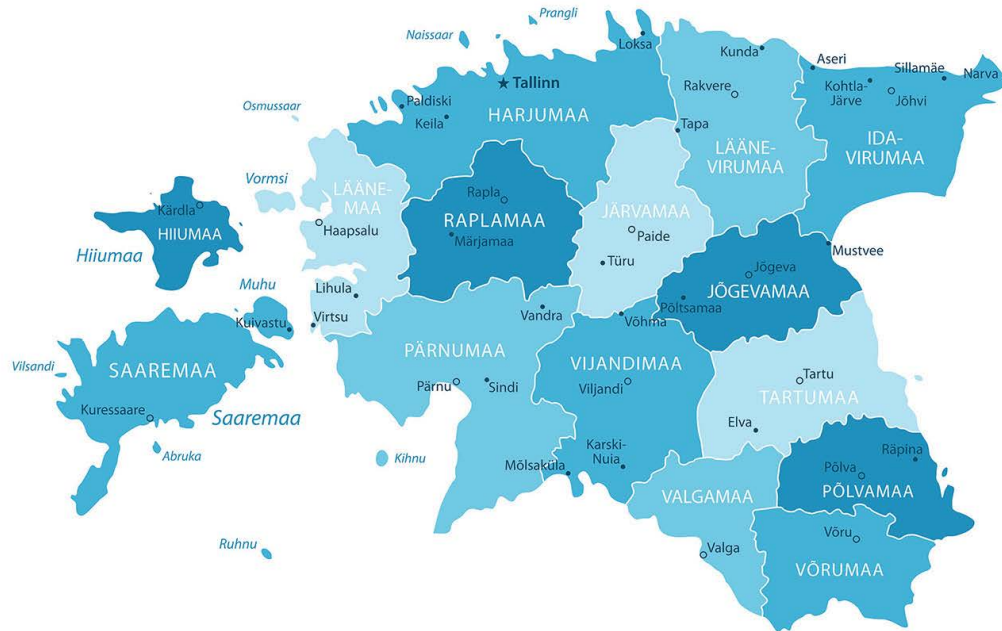 Prangli
Naissaar
Loksa
Kunda
Aseri
Sillamäe
Narva
Tallinn
Rakvere
Kohtla-
Järve
Jõhvi
Osmussaar
Paldiski
Keila
HARJUMAA
Tapa
LÄÄNE-
VIRUMAA
IDA-
VIRUMAA
Vormsi
LÄÄNE-
MAA
Rapla
RAPLAMAA
JÄRVAMAA
Kärdla
HIIUMAA
Haapsalu
Märjamaa
Paide
Hiiumaa
Türu
Mustvee
Muhu
Lihula
Jõgeva
JÕGEVAMAA
Kuivastu
Virtsu
Vandra
Võhma
Põltsamaa
Vilsandi
SAAREMAA
PÄRNUMAA
VIJANDIMAA
Pärnu
Sindi
Viljandi
Tartu
TARTUMAA
Kuressaare
Saaremaa
Elva
Abruka
Kihnu
Mõlsaküla
Karski-
Nuia
Räpina
Põlva
PÕLVAMAA
VALGAMAA
Ruhnu
Valga
Võru
VÕRUMAA